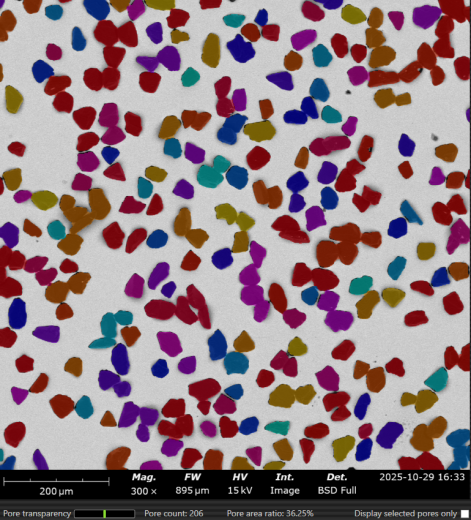 Mag. FW HV Int. Det. 2025-10-29 16:33
200 µm 300 × 895 µm 15 kV Image BSD Full
Pore transparency Pore count: 206 Pore area ratio: 36.25% Display selected pores only